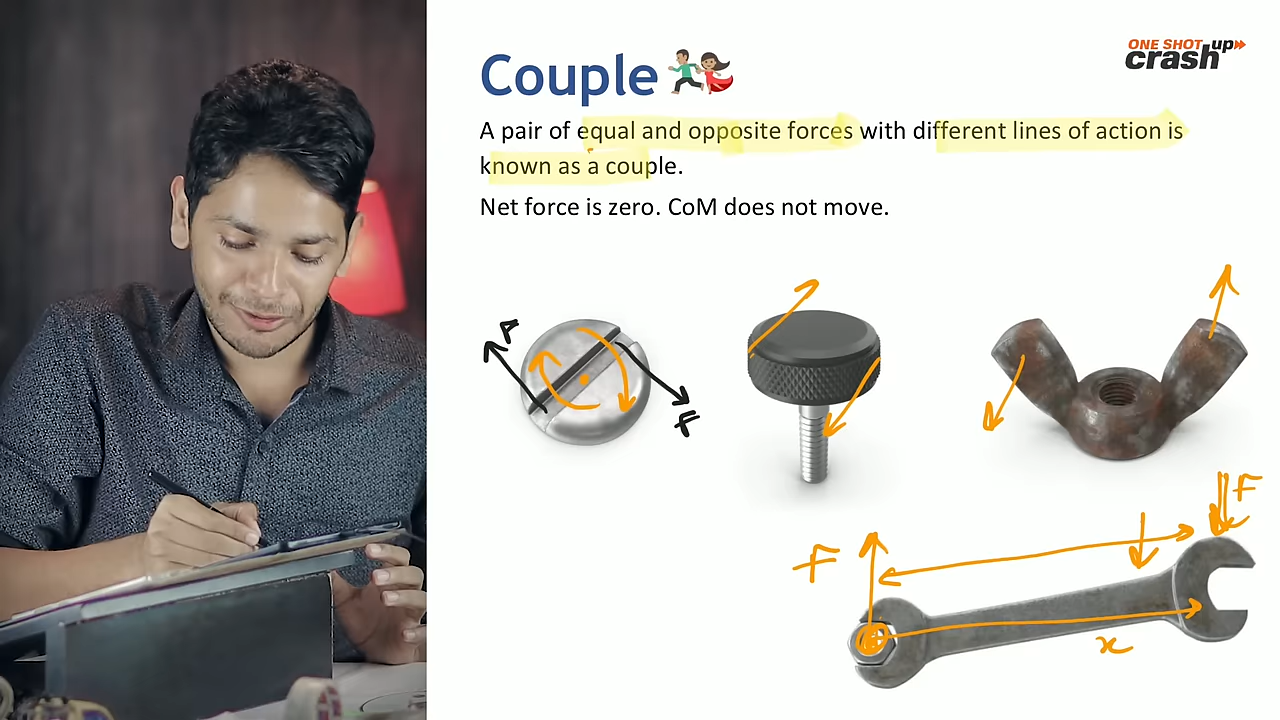 Couple
ONE SHOT
crash up
A pair of equal and opposite forces with different lines of action is
known as a couple.
Net force is zero. CoM does not move.
F
F
F
F
x